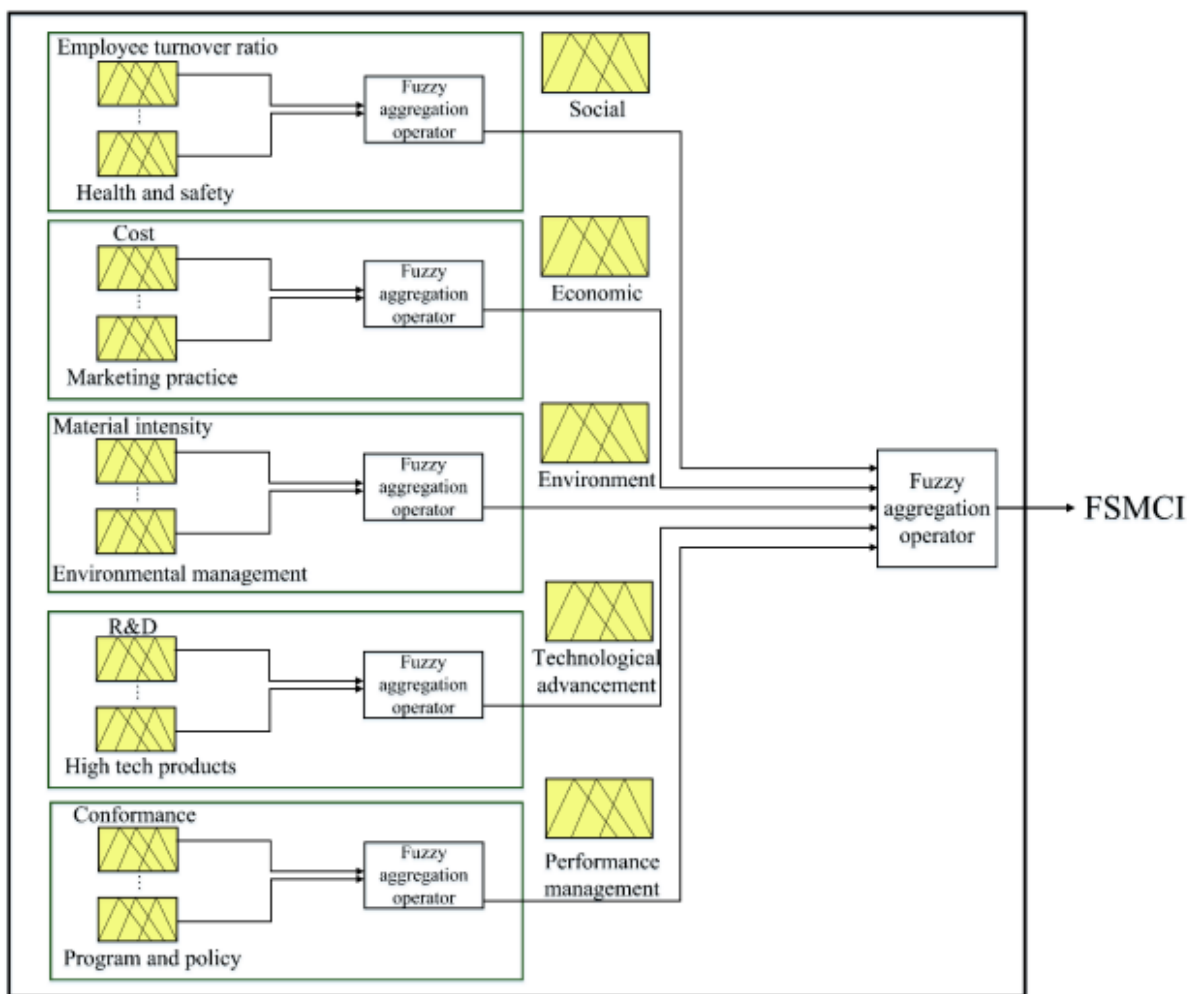 Employee turnover ratio
Fuzzy
aggregation
operator
Health and safety
Social
Cost
Fuzzy
aggregation
operator
Marketing practice
Economic
Material intensity
Fuzzy
aggregation
operator
Environmental management
Environment
R&D
Fuzzy
aggregation
operator
High tech products
Technological
advancement
Conformance
Fuzzy
aggregation
operator
Program and policy
Performance
management
Fuzzy
aggregation
operator
FSMCI